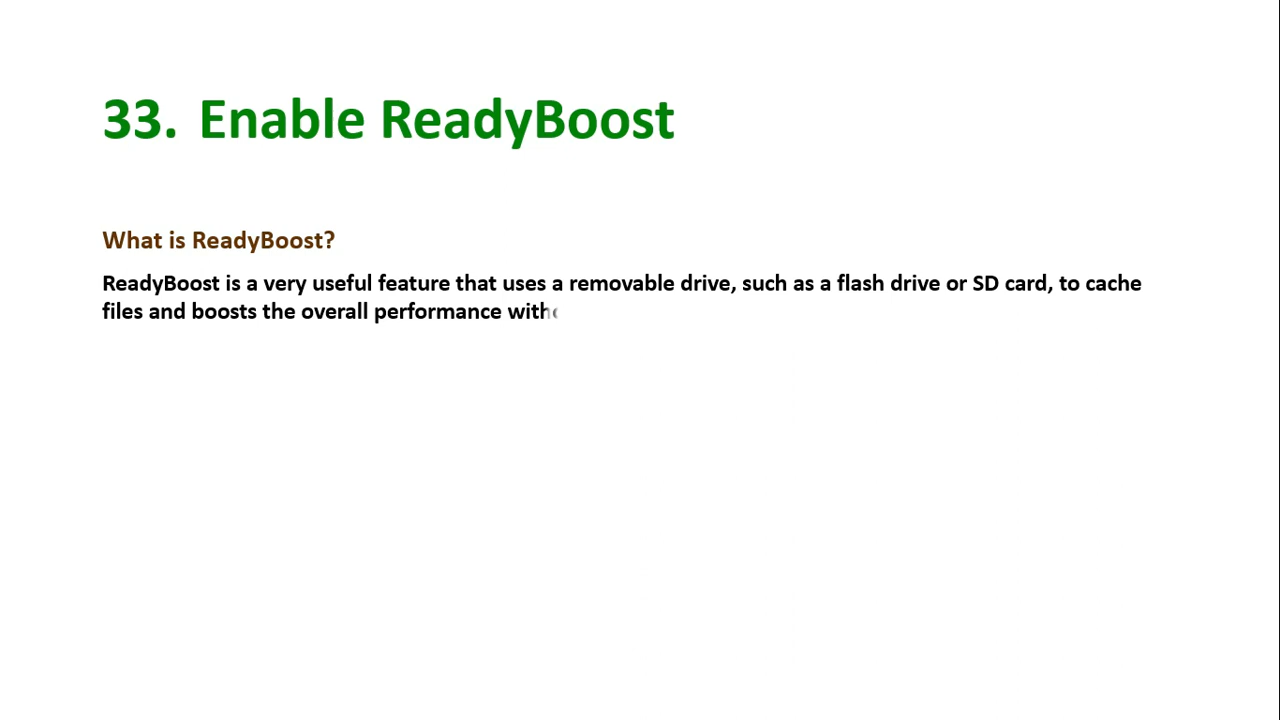 33. Enable ReadyBoost
What is ReadyBoost?
ReadyBoost is a very useful feature that uses a removable drive, such as a flash drive or SD card, to cache
files and boosts the overall performance